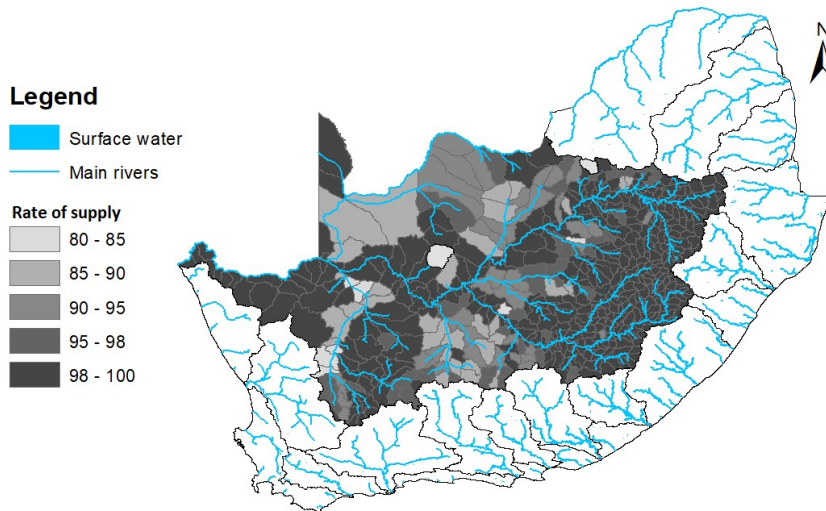 N
Legend
Surface water
Main rivers
Rate of supply
80 - 85
85 - 90
90 - 95
95 - 98
98 - 100